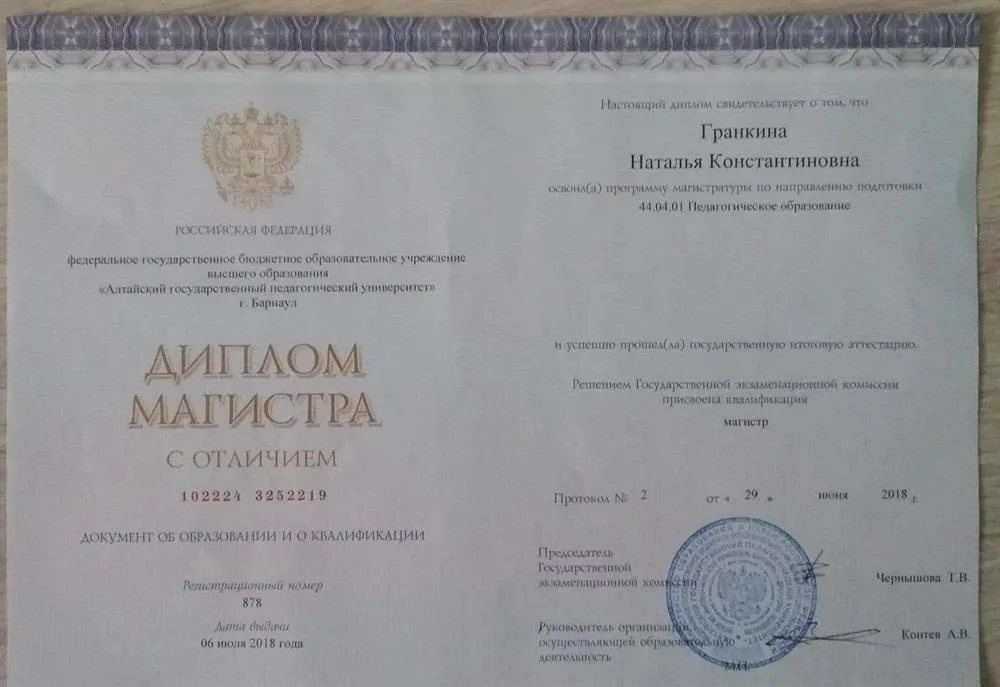 РОССИЙСКАЯ ФЕДЕРАЦИЯ
федеральное государственное бюджетное образовательное учреждение
высшего образования
«Алтайский государственный педагогический университет»
г. Барнаул
ДИПЛОМ
МАГИСТРА
С ОТЛИЧИЕМ
102224 3252219
ДОКУМЕНТ ОБ ОБРАЗОВАНИИ И О КВАЛИФИКАЦИИ
Регистрационный номер
878
Дата выдачи
06 июля 2018 года
Настоящий диплом свидетельствует о том, что
Гранкина
Наталья Константиновна
освоил(а) программу магистратуры по направлению подготовки
44.04.01 Педагогическое образование
и успешно прошел(ла) государственную итоговую аттестацию.
Решением Государственной экзаменационной комиссии
присвоена квалификация
магистр
Протокол № 2 от « 29 » июня 2018 г.
Председатель
Государственной
экзаменационной комиссии
Чернышова Т.В.
Руководитель организации,
осуществляющей образовательную
деятельность
Контев А.В.
М.П.